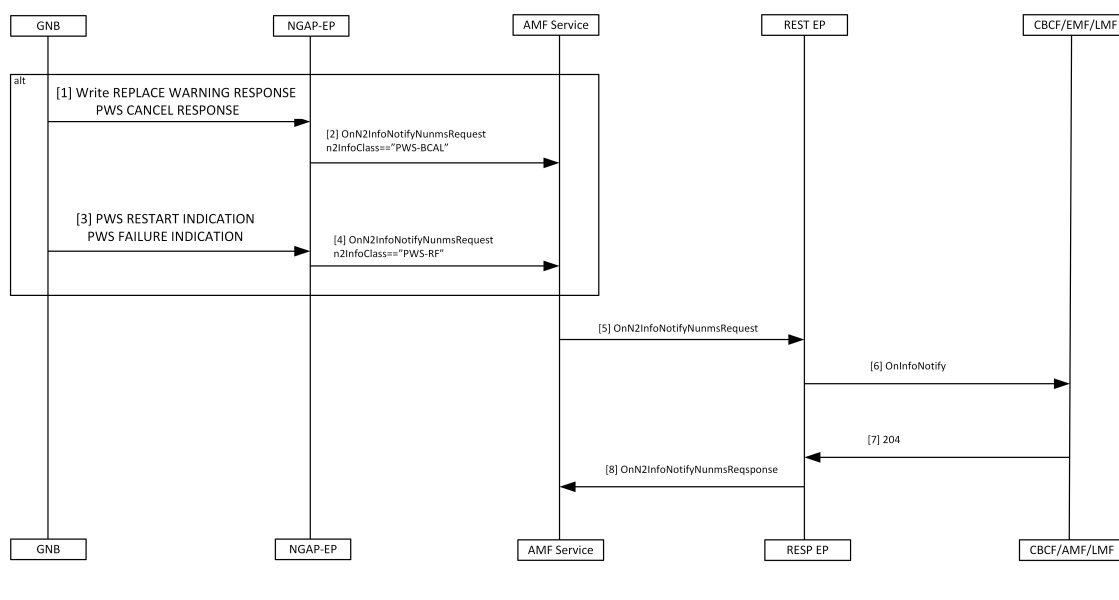 GNB
NGAP-EP
AMF Service
REST EP
CBCF/EMF/LMF
alt
[1] Write REPLACE WARNING RESPONSE
PWS CANCEL RESPONSE
[2] OnN2InfoNotifyNunmsRequest
n2InfoClass==”PWS-BCAL”
[3] PWS RESTART INDICATION
PWS FAILURE INDICATION
[4] OnN2InfoNotifyNunmsRequest
n2InfoClass==”PWS-RF”
[5] OnN2InfoNotifyNunmsRequest
[6] OnInfoNotify
[7] 204
[8] OnN2InfoNotifyNunmsReqsponse
GNB
NGAP-EP
AMF Service
RESP EP
CBCF/AMF/LMF